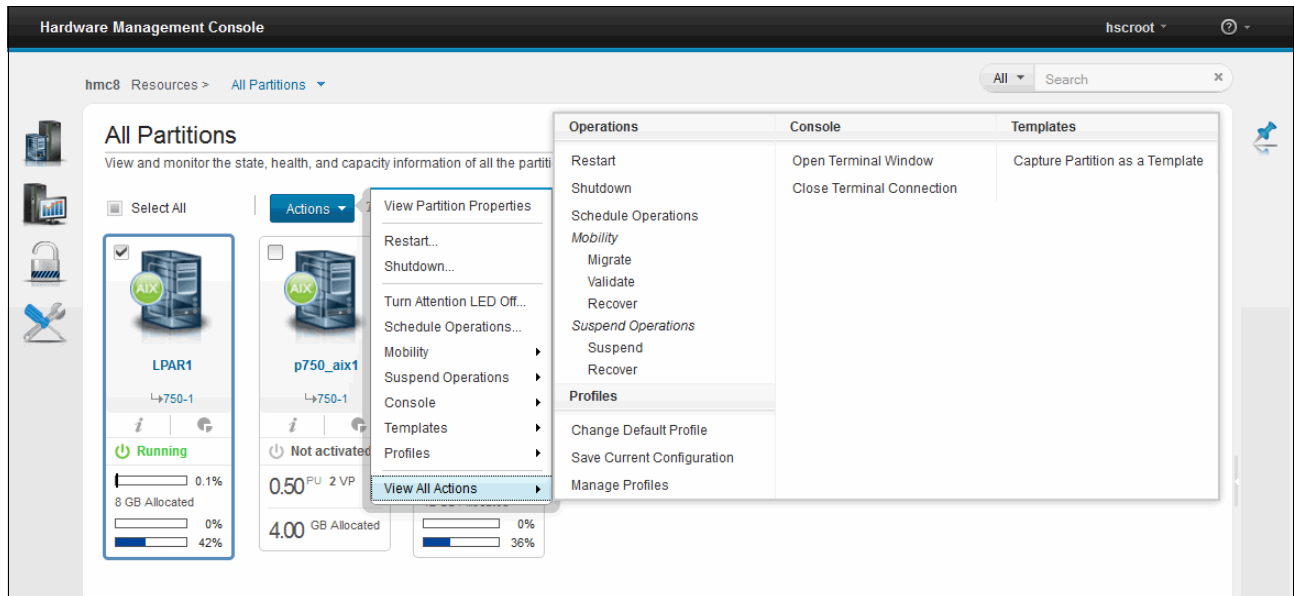 Hardware Management Console
hscroot
hmc8 Resources > All Partitions
All Search
All Partitions
View and monitor the state, health, and capacity information of all the partiti
Select All
Actions
AIX
LPAR1
750-1
i
Running
0.1%
8 GB Allocated
0%
42%
AIX
p750_aix1
750-1
i
Not activated
0.50 PU 2 VP
4.00 GB Allocated
0%
36%
View Partition Properties
Restart...
Shutdown...
Turn Attention LED Off...
Schedule Operations...
Mobility
Suspend Operations
Console
Templates
Profiles
View All Actions
Operations
Restart
Shutdown
Schedule Operations
Mobility
Migrate
Validate
Recover
Suspend Operations
Suspend
Recover
Profiles
Change Default Profile
Save Current Configuration
Manage Profiles
Console
Open Terminal Window
Close Terminal Connection
Templates
Capture Partition as a Template